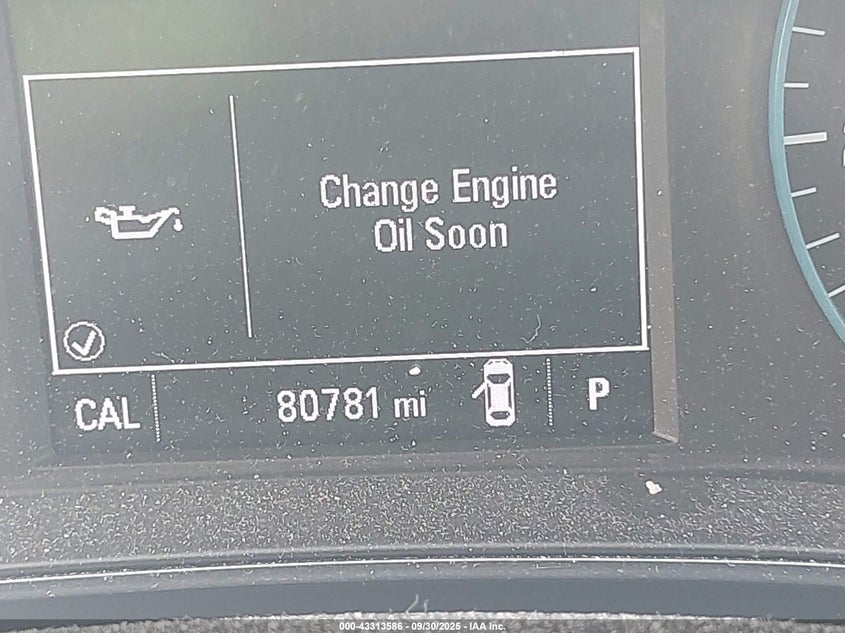 Change Engine
Oil Soon
CAL
80781 mi
P
000-43313586 - 09/30/2025 - IAA Inc.